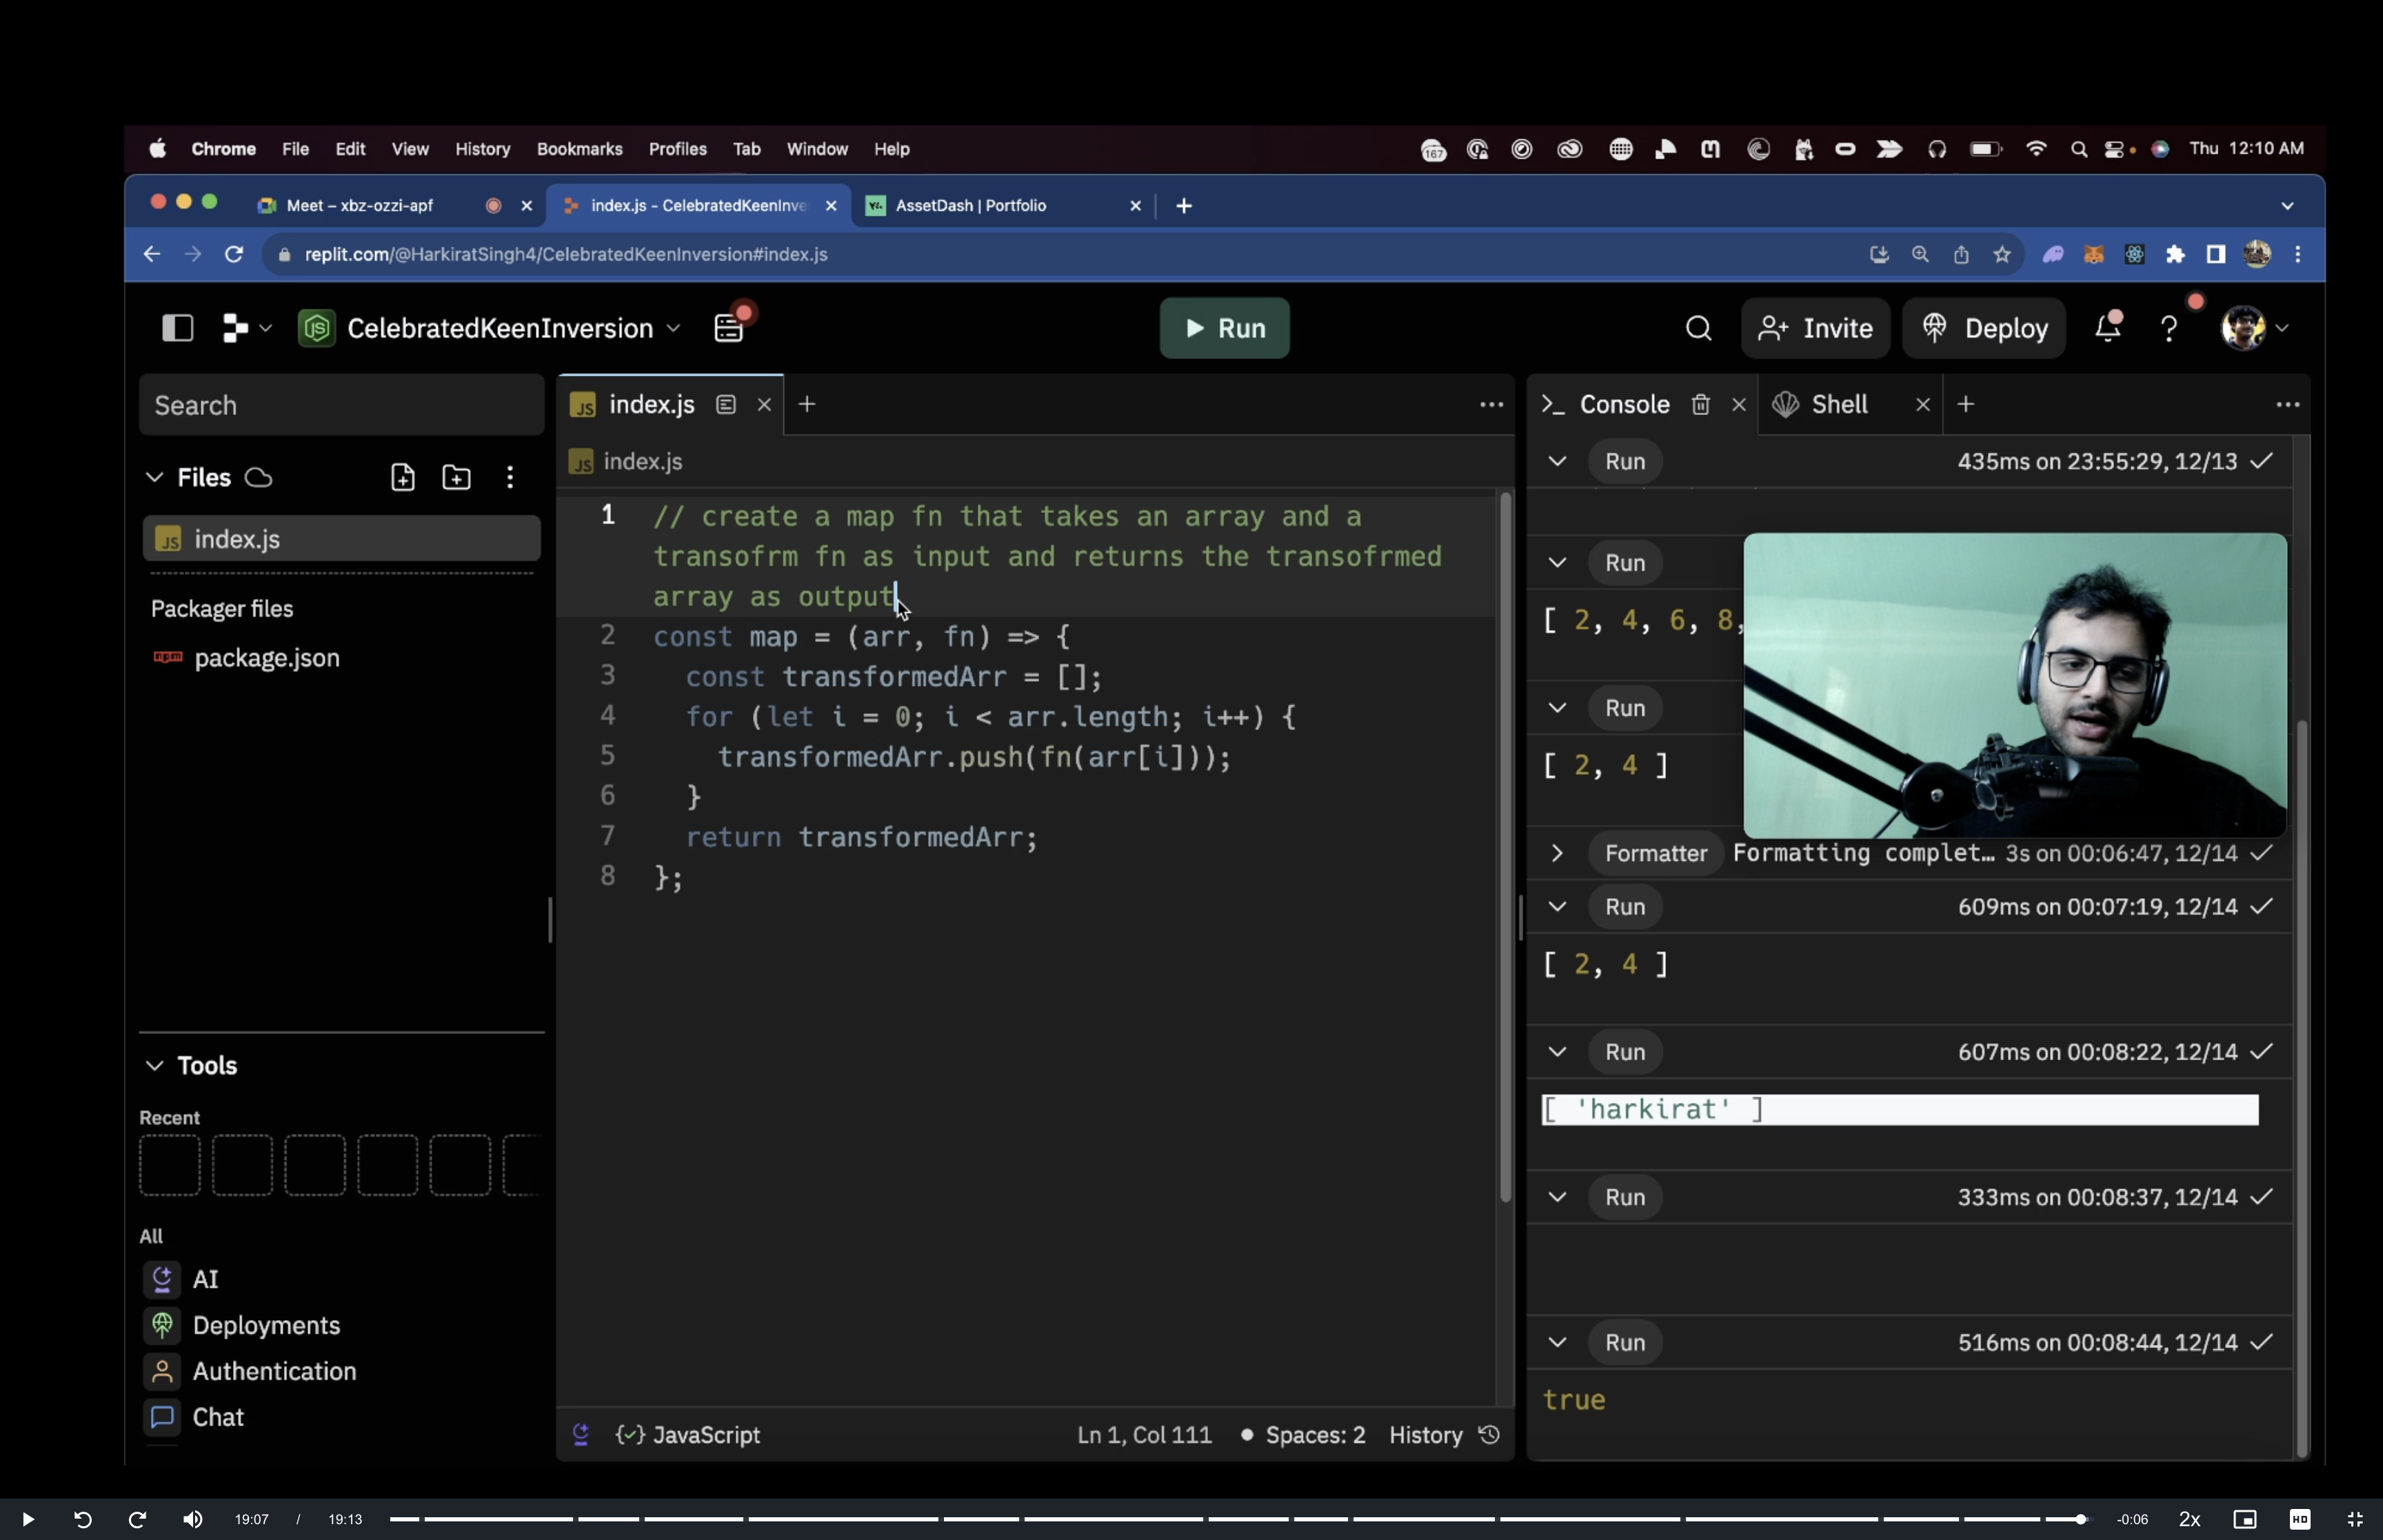 Chrome File Edit View History Bookmarks Profiles Tab Window Help
167
Thu 12:10 AM
Meet – xbz-ozzi-apf
index.js - CelebratedKeenInve
AssetDash | Portfolio
replit.com/@HarkiratSingh4/CelebratedKeenInversion#index.js
CelebratedKeenInversion
Run
Invite
Deploy
Search
Files
JS index.js
Packager files
npm package.json
Tools
Recent
All
AI
Deployments
Authentication
Chat
JS index.js
JS index.js
1 // create a map fn that takes an array and a
transofrm fn as input and returns the transofrmed
array as output
2 const map = (arr, fn) => {
3 const transformedArr = [];
4 for (let i = 0; i < arr.length; i++) {
5 transformedArr.push(fn(arr[i]));
6 }
7 return transformedArr;
8 };
JavaScript
Ln 1, Col 111
Spaces: 2
History
Console
Shell
Run 435ms on 23:55:29, 12/13
Run
[ 2, 4, 6, 8,
Run
[ 2, 4 ]
Formatter Formatting complet… 3s on 00:06:47, 12/14
Run 609ms on 00:07:19, 12/14
[ 2, 4 ]
Run 607ms on 00:08:22, 12/14
[ 'harkirat' ]
Run 333ms on 00:08:37, 12/14
Run 516ms on 00:08:44, 12/14
true
19:07 / 19:13
-0:06
2x
HD